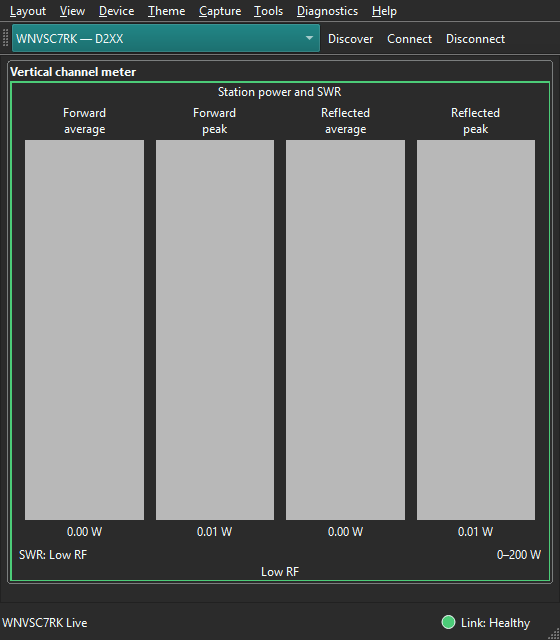 Layout View Device Theme Capture Tools Diagnostics Help
WNVSC7RK — D2XX Discover Connect Disconnect
Vertical channel meter
Station power and SWR
Forward average
Forward peak
Reflected average
Reflected peak
0.00 W 0.01 W 0.00 W 0.01 W
SWR: Low RF 0–200 W
Low RF
WNVSC7RK Live Link: Healthy